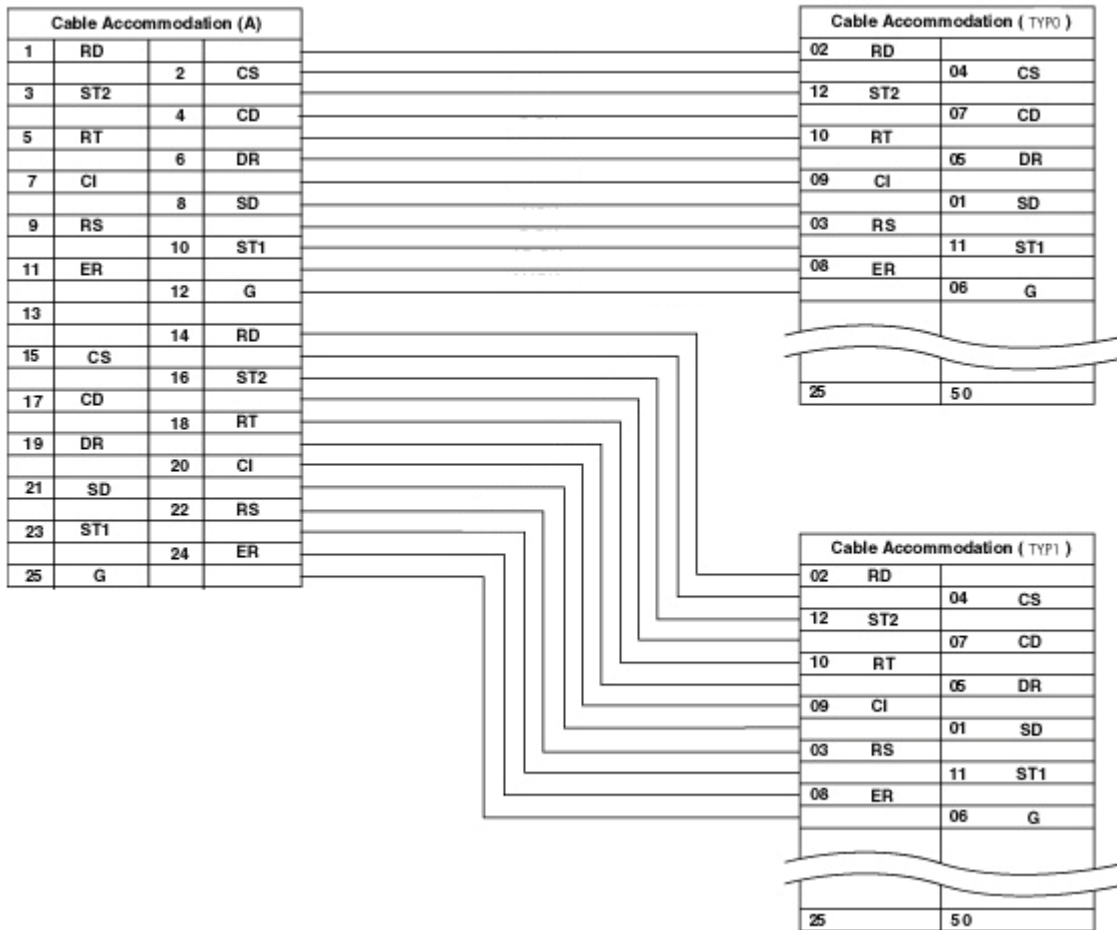 Cable Accommodation (A)
1 RD
2 CS
3 ST2
4 CD
5 RT
6 DR
7 CI
8 SD
9 RS
10 ST1
11 ER
12 G
13
14 RD
15 CS
16 ST2
17 CD
18 RT
19 DR
20 CI
21 SD
22 RS
23 ST1
24 ER
25 G
Cable Accommodation ( TYP0 )
02 RD
04 CS
12 ST2
07 CD
10 RT
05 DR
09 CI
01 SD
03 RS
11 ST1
08 ER
06 G
25 50
Cable Accommodation ( TYP1 )
02 RD
04 CS
12 ST2
07 CD
10 RT
05 DR
09 CI
01 SD
03 RS
11 ST1
08 ER
06 G
25 50